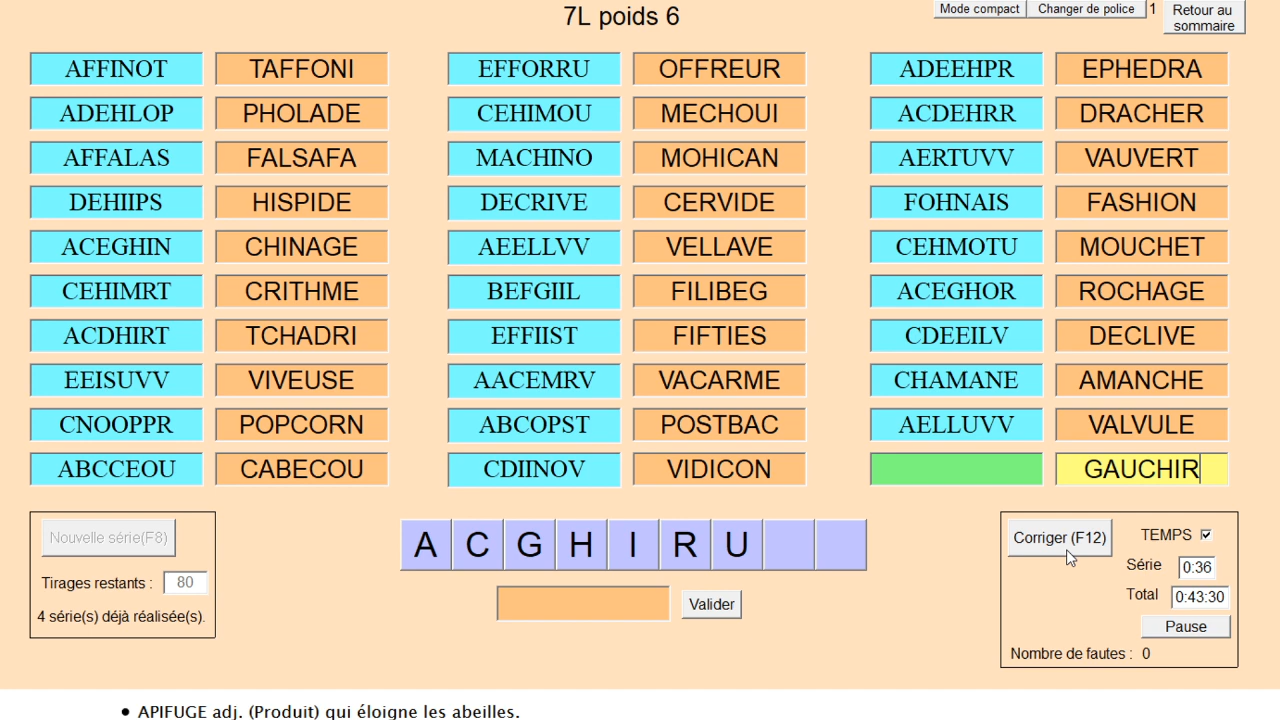 7L poids 6
Mode compact Changer de police 1 Retour au sommaire
AFFINOT TAFFONI EFFORRU OFFREUR ADEEHPR EPHEDRA
ADEHLOP PHOLADE CEHIMOU MECHOUI ACDEHRR DRACHER
AFFALAS FALSAFA MACHINO MOHICAN AERTUVV VAUVERT
DEHIIPS HISPIDE DECRIVE CERVIDE FOHNAIS FASHION
ACEGHIN CHINAGE AEELLVV VELLAVE CEHMOTU MOUCHET
CEHIMRT CRITHME BEFGIIL FILIBEG ACEGHOR ROCHAGE
ACDHIRT TCHADRI EFFIIST FIFTIES CDEEILV DECLIVE
EEISUVV VIVEUSE AACEMRV VACARME CHAMANE AMANCHE
CNOOPPR POPCORN ABCOPST POSTBAC AELLUVV VALVULE
ABCCEOU CABECOU CDIINOV VIDICON GAUCHIR
Nouvelle série(F8)
Tirages restants : 80
4 série(s) déjà réalisée(s).
A C G H I R U
Valider
Corriger (F12) TEMPS
Série 0:36
Total 0:43:30
Pause
Nombre de fautes : 0
• APIFUGE adj. (Produit) qui éloigne les abeilles.